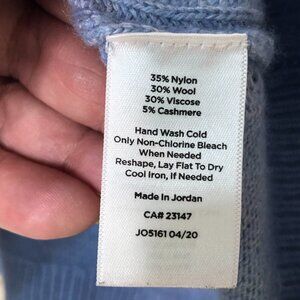 35% Nylon
30% Wool
30% Viscose
5% Cashmere
Hand Wash Cold
Only Non-Chlorine Bleach
When Needed
Reshape, Lay Flat To Dry
Cool Iron, If Needed
Made In Jordan
CA# 23147
JO5161 04/20